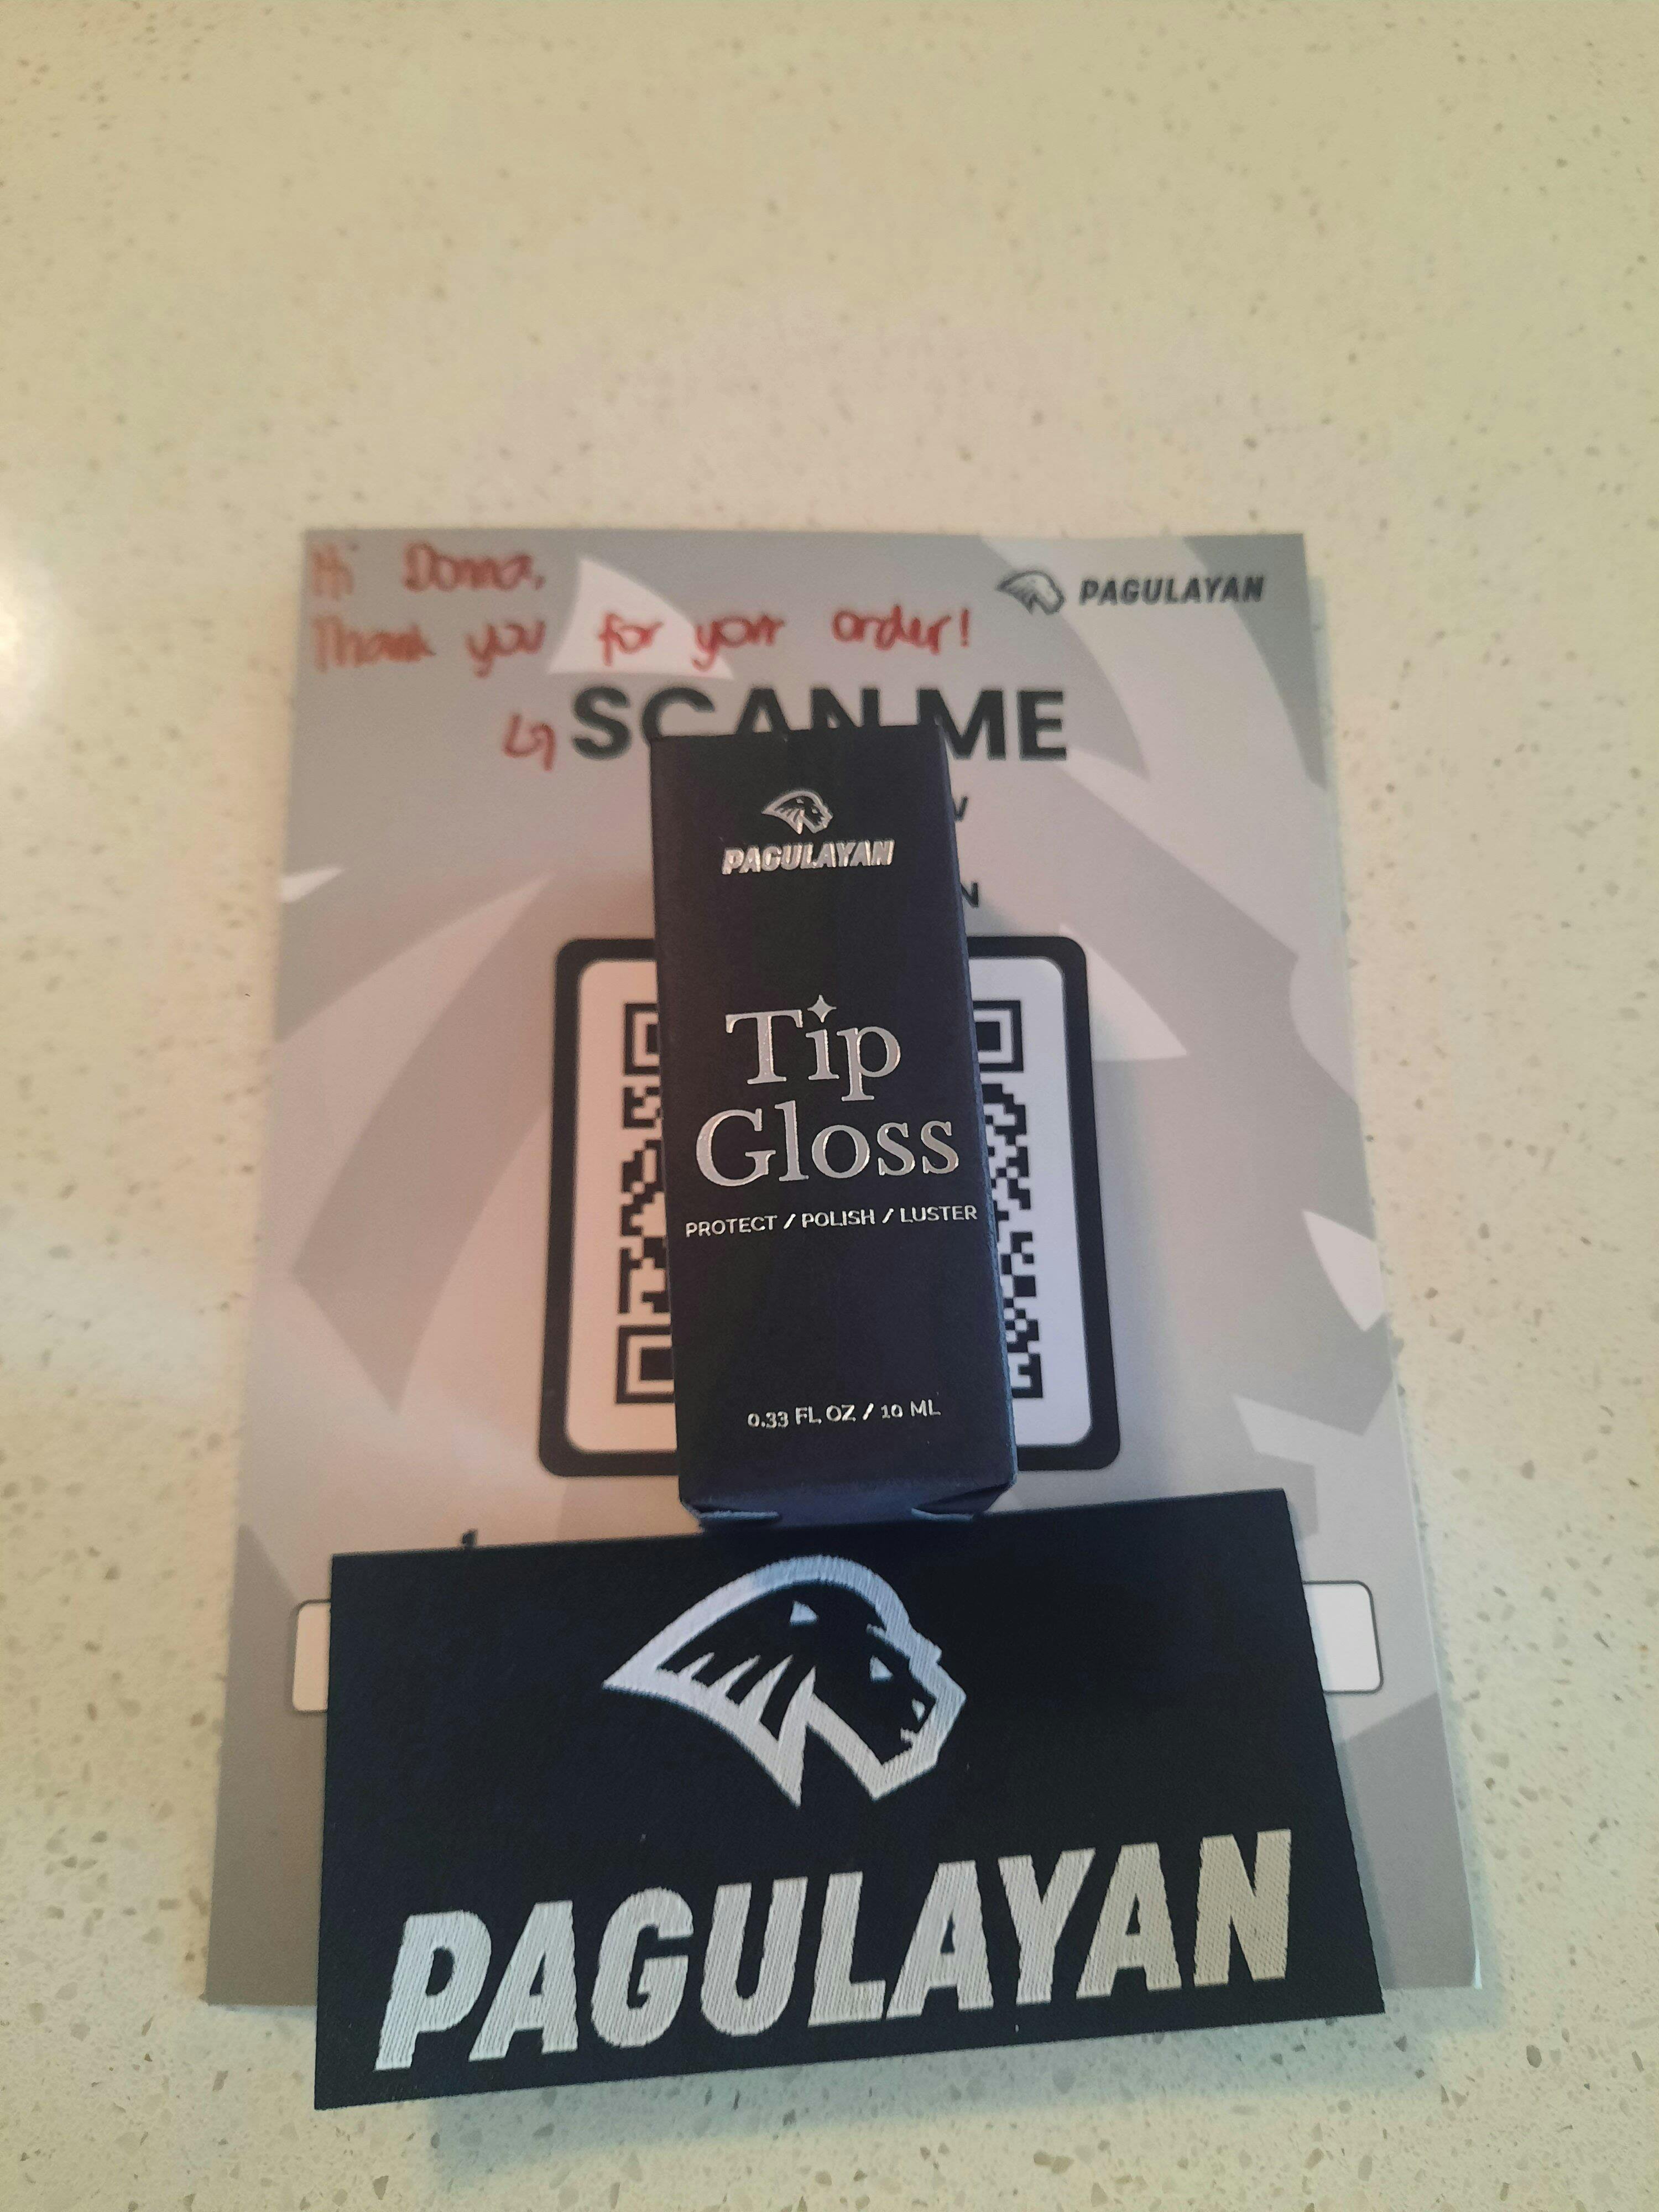 Hi Donna,
Thank you for your order!
PAGULAYAN
SCAN ME
PAGULAYAN
Tip
Gloss
PROTECT / POLISH / LUSTER
0.33 FL OZ / 10 ML
PAGULAYAN